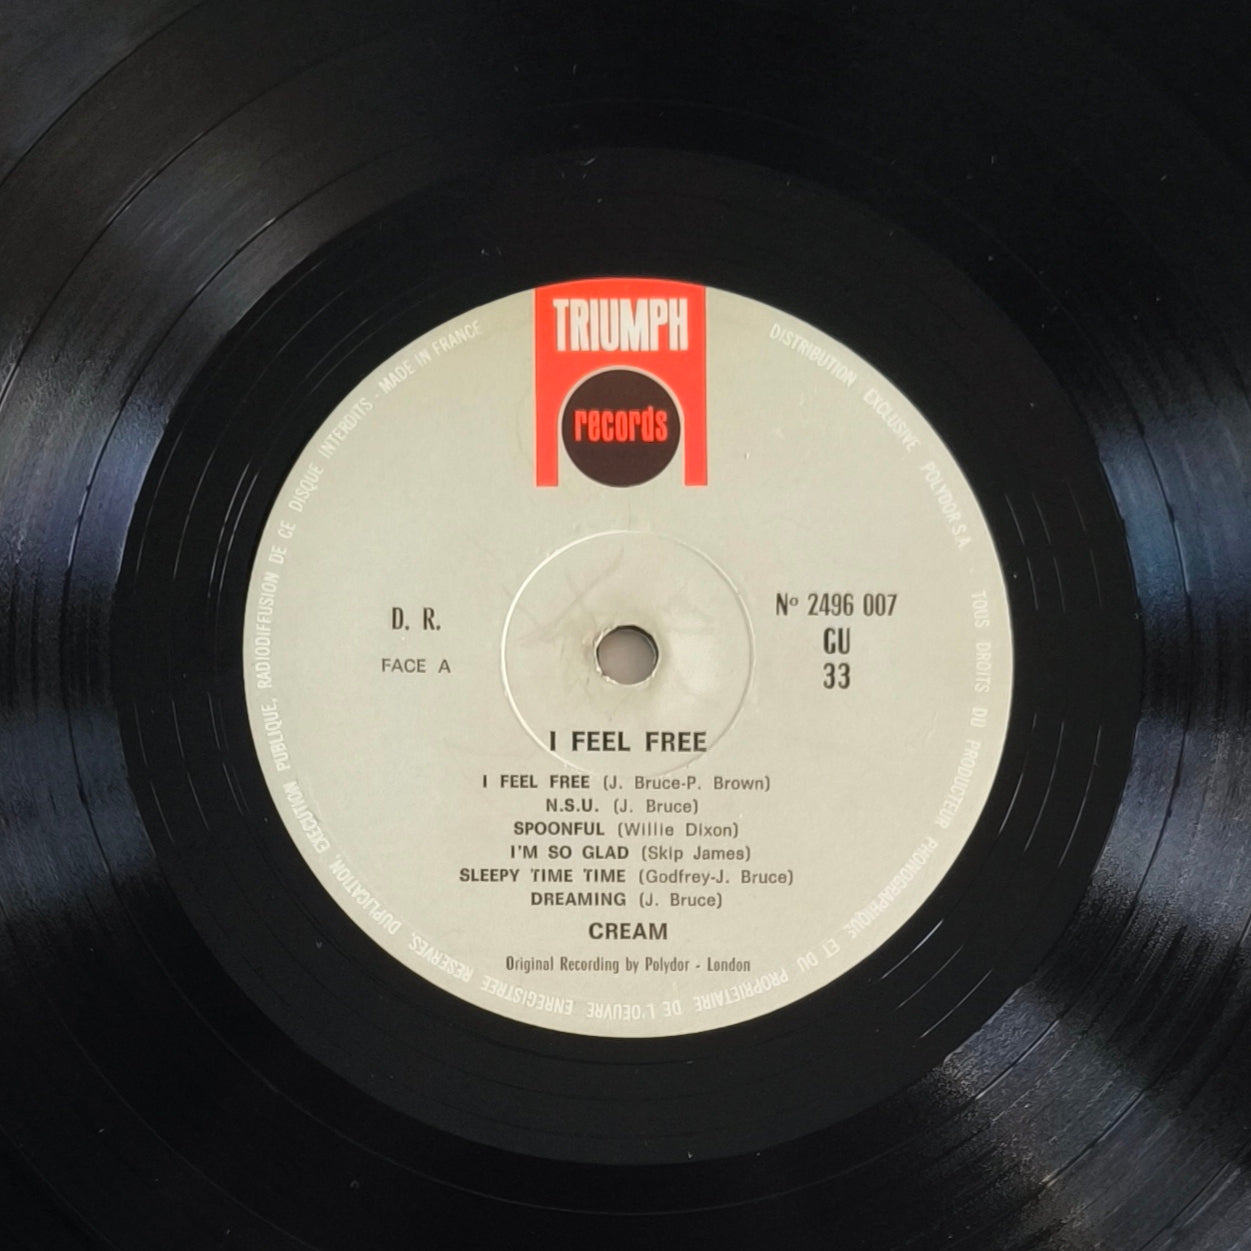 TRIUMPH
records
D. R.
FACE A
Nº 2496 007
CU
33
I FEEL FREE
I FEEL FREE (J. Bruce-P. Brown)
N.S.U. (J. Bruce)
SPOONFUL (Willie Dixon)
I'M SO GLAD (Skip James)
SLEEPY TIME TIME (Godfrey-J. Bruce)
DREAMING (J. Bruce)
CREAM
Original Recording by Polydor - London
DISTRIBUTION EXCLUSIVE POLYDOR S.A.
TOUS DROITS DU PRODUCTEUR PHONOGRAPHIQUE ET DU PROPRIETAIRE DE L'OEUVRE ENREGISTREE RESERVES. DUPLICATION, EXECUTION PUBLIQUE, RADIODIFFUSION DE CE DISQUE INTERDITS - MADE IN FRANCE